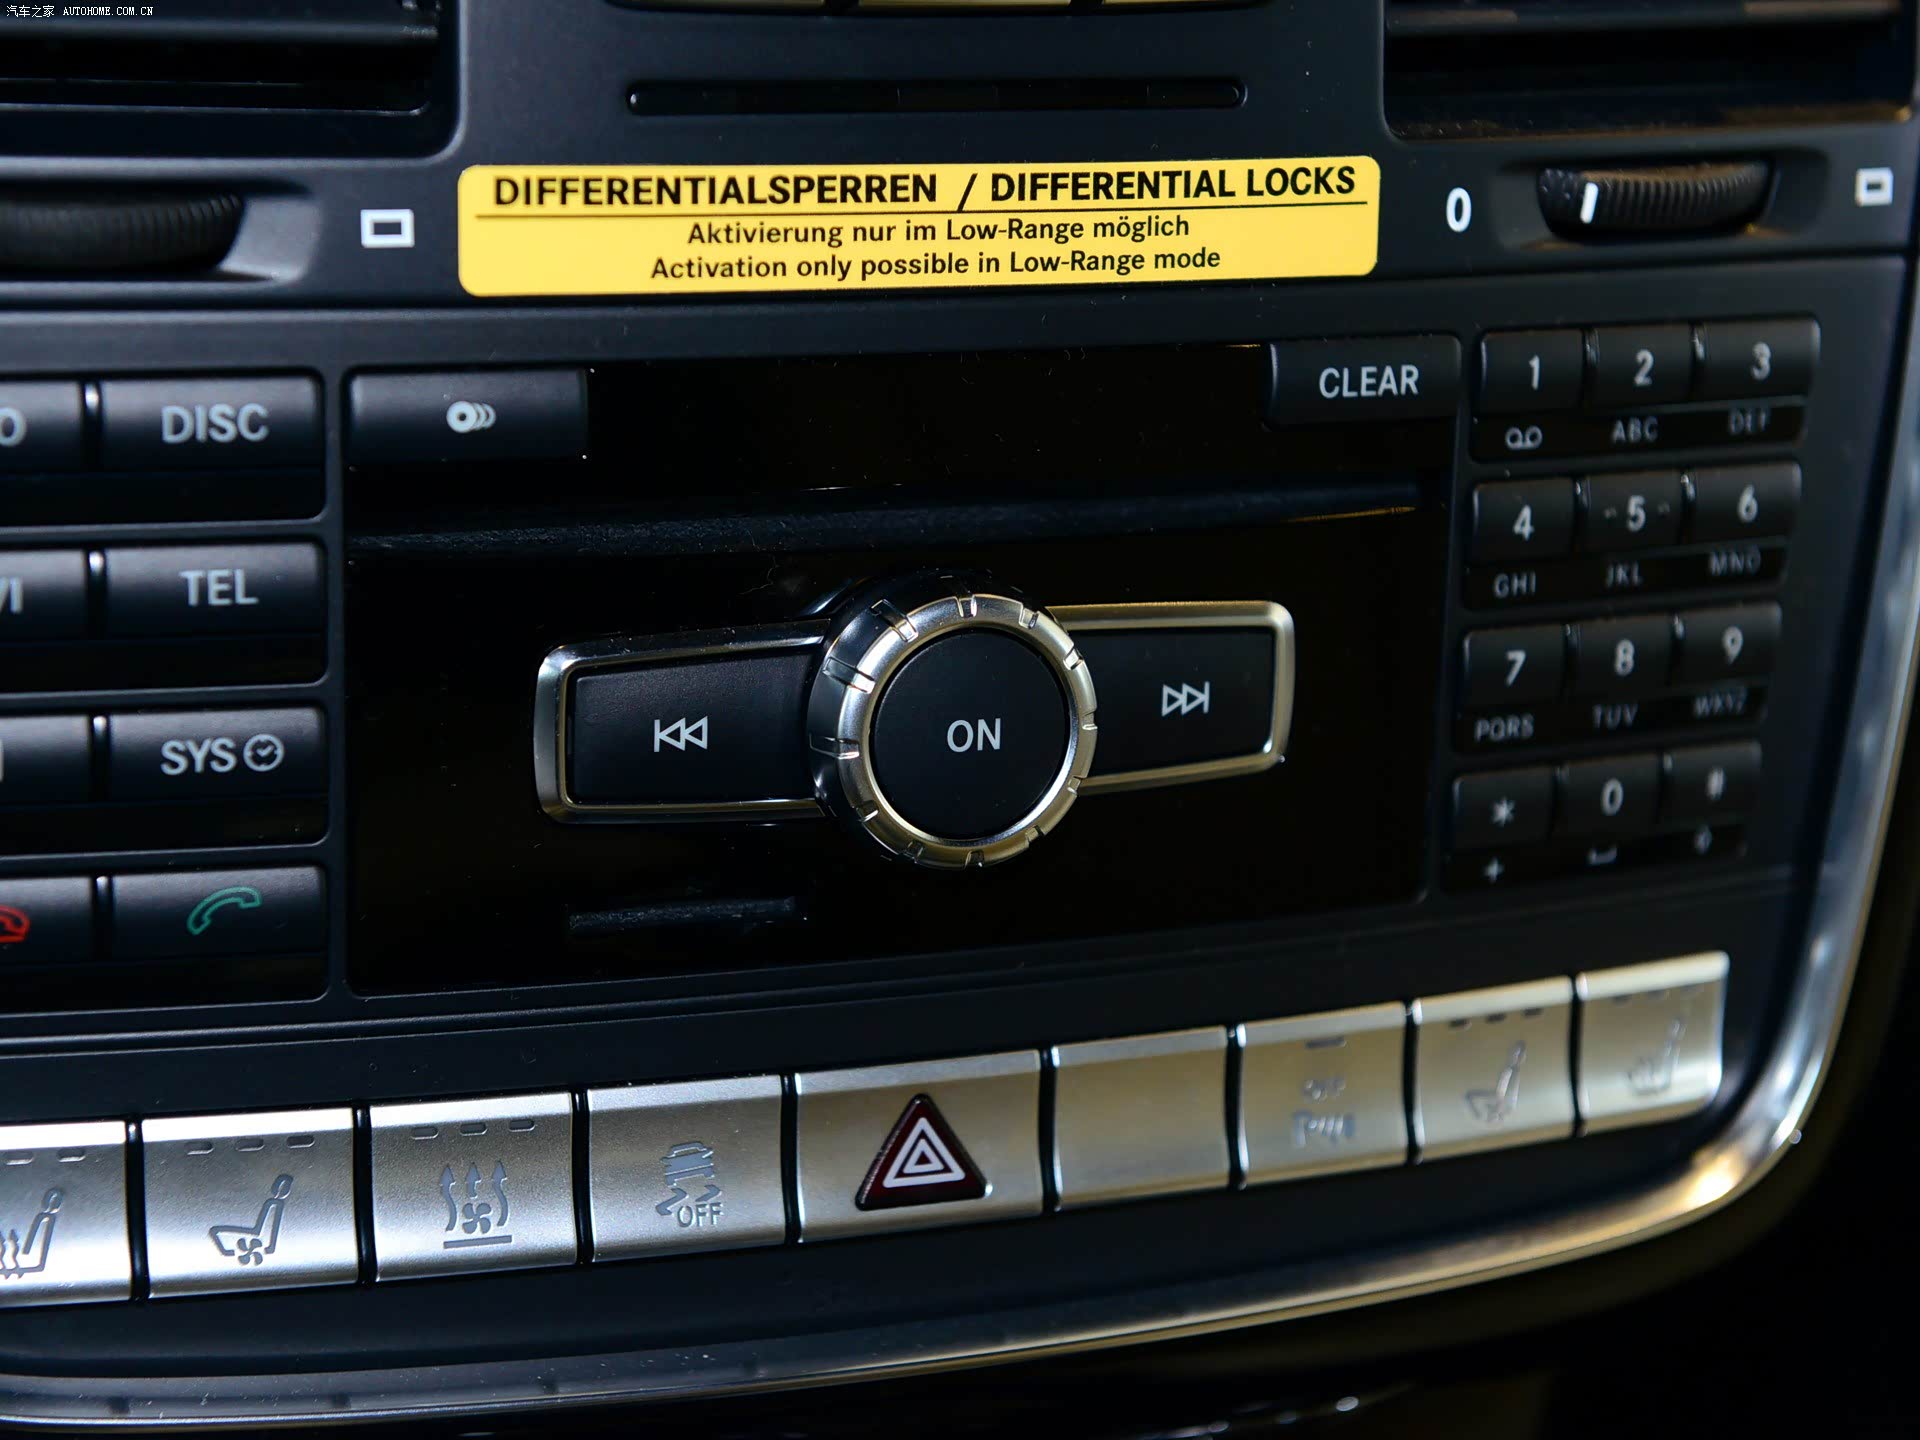 汽车之家 AUTOHOME.COM.CN
DIFFERENTIALSPERREN / DIFFERENTIAL LOCKS
Aktivierung nur im Low-Range möglich
Activation only possible in Low-Range mode
0
O DISC
CLEAR
1 2 3
ABC DEF
4 5 6
GHI JKL MNO
VI TEL
ON
7 8 9
PQRS TUV WXYZ
SYS
* 0 #
+
OFF
OFF